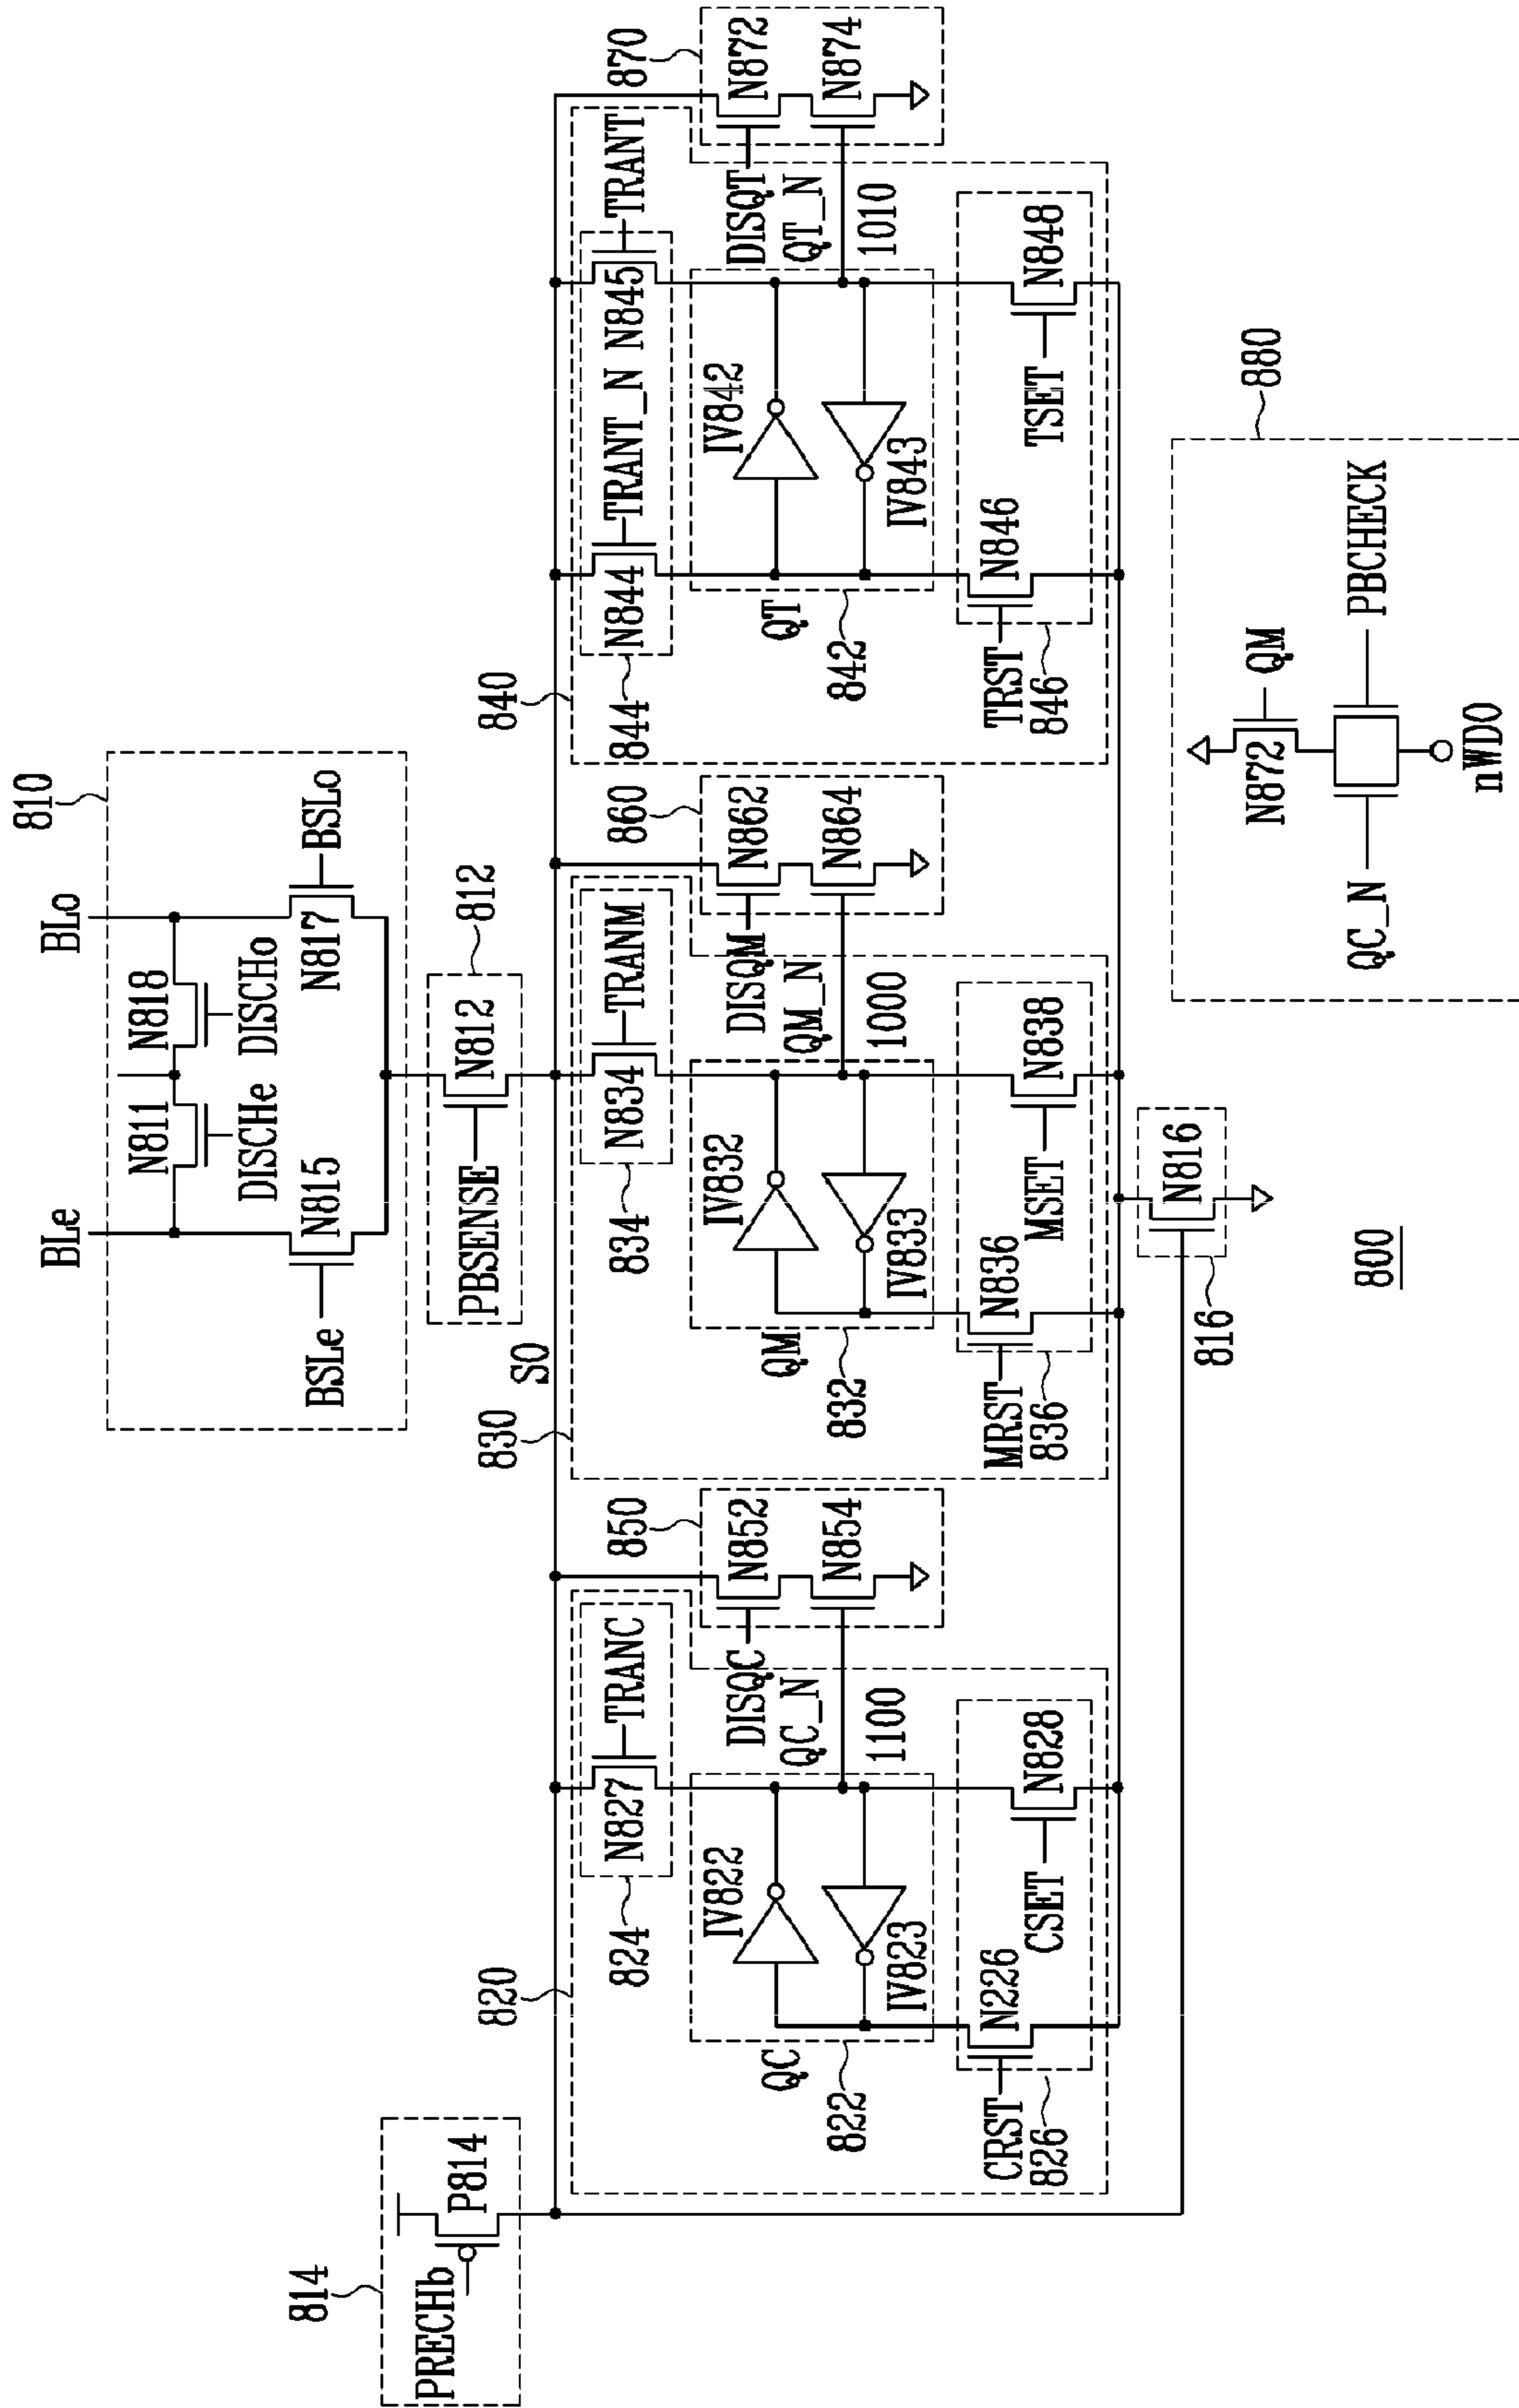 814
PRECHb
P814
810
BLe
BLo
N811
N818
DISCHe
DISCHo
BSLe
N815
N817
BSLo
812
PBSENSE
N812
SO
820
824
N827
TRANC
850
DISQC
N852
N854
QC_N
1100
IV822
IV823
QC
822
CRST
826
N226
CSET
N828
830
834
N834
TRANM
860
DISQM
N862
N864
QM_N
1000
IV832
IV833
QM
832
MRST
836
N836
MSET
N838
840
844
N844
TRANT_N
N845
TRANT
870
DISQT
N872
N874
QT_N
1010
IV842
IV843
QT
842
TRST
846
N846
TSET
N848
N816
816
880
N872
QM
QC_N
PBCHECK
nWDO
800